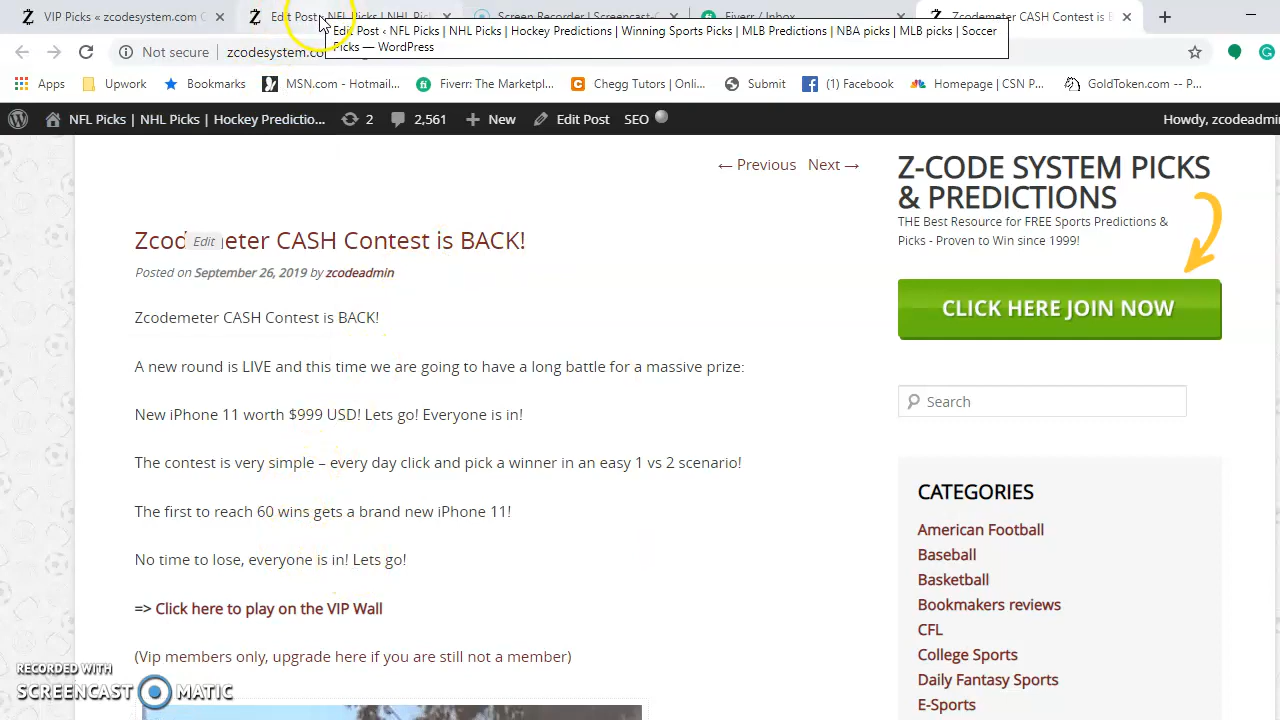 VIP Picks « zcodesystem.com
Edit Post ‹ NFL Picks | NHL Pick
Screen Recorder | Screencast-O
Fiverr / Inbox
Zcodemeter CASH Contest is B
Edit Post ‹ NFL Picks | NHL Picks | Hockey Predictions | Winning Sports Picks | MLB Predictions | NBA picks | MLB picks | Soccer
Picks — WordPress
Not secure
zcodesystem.co
Apps
Upwork
Bookmarks
MSN.com - Hotmail...
Fiverr: The Marketpl...
Chegg Tutors | Onli...
Submit
(1) Facebook
Homepage | CSN P...
GoldToken.com -- P...
NFL Picks | NHL Picks | Hockey Predictio...
2
2,561
New
Edit Post
SEO
Howdy, zcodeadmin
← Previous Next →
Zcod Edit eter CASH Contest is BACK!
Posted on September 26, 2019 by zcodeadmin
Zcodemeter CASH Contest is BACK!
A new round is LIVE and this time we are going to have a long battle for a massive prize:
New iPhone 11 worth $999 USD! Lets go! Everyone is in!
The contest is very simple – every day click and pick a winner in an easy 1 vs 2 scenario!
The first to reach 60 wins gets a brand new iPhone 11!
No time to lose, everyone is in! Lets go!
=> Click here to play on the VIP Wall
(Vip members only, upgrade here if you are still not a member)
Z-CODE SYSTEM PICKS
& PREDICTIONS
THE Best Resource for FREE Sports Predictions &
Picks - Proven to Win since 1999!
CLICK HERE JOIN NOW
Search
CATEGORIES
American Football
Baseball
Basketball
Bookmakers reviews
CFL
College Sports
Daily Fantasy Sports
E-Sports
RECORDED WITH
SCREENCAST MATIC